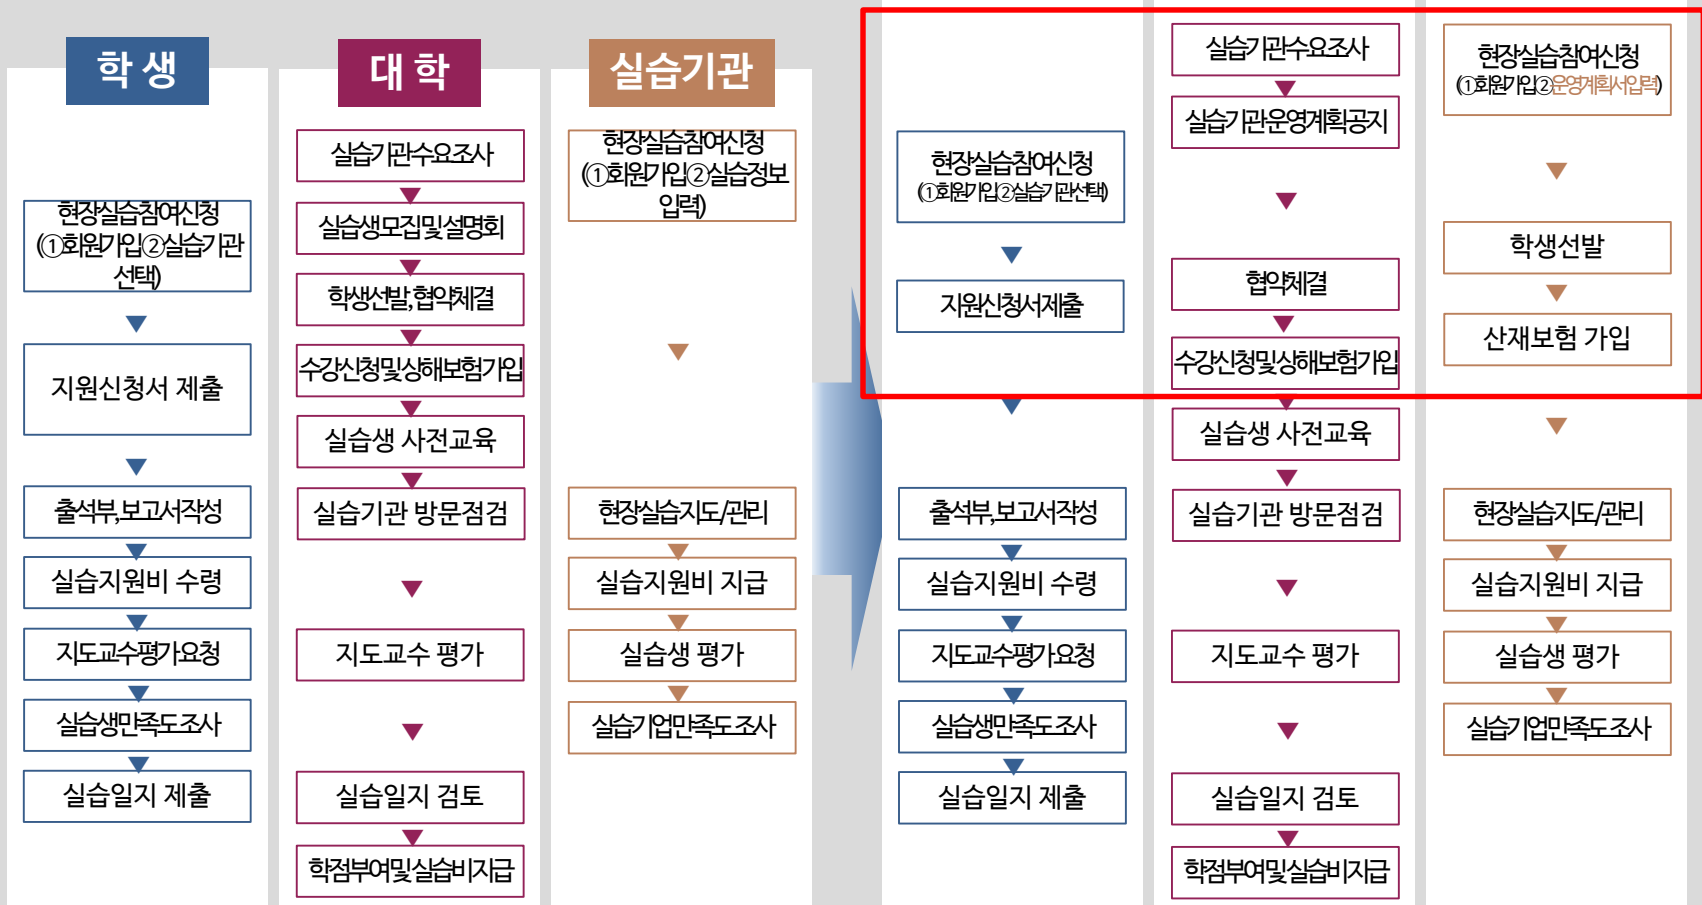 학 생
현장실습참여신청
(①회원가입②실습기관
선택)
지원신청서 제출
출석부,보고서작성
실습지원비 수령
지도교수평가요청
실습생만족도조사
실습일지 제출
대 학
실습기관수요조사
실습생모집및설명회
학생선발,협약체결
수강신청및상해보험가입
실습생 사전교육
실습기관 방문점검
지도교수 평가
실습일지 검토
학점부여및실습비지급
실습기관
현장실습참여신청
(①회원가입②실습정보
입력)
현장실습지도/관리
실습지원비 지급
실습생 평가
실습기업만족도조사
현장실습참여신청
(①회원가입②실습기관선택)
지원신청서제출
출석부,보고서작성
실습지원비 수령
지도교수평가요청
실습생만족도조사
실습일지 제출
실습기관수요조사
실습기관운영계획공지
협약체결
수강신청및상해보험가입
실습생 사전교육
실습기관 방문점검
지도교수 평가
실습일지 검토
학점부여및실습비지급
현장실습참여신청
(①회원가입②운영계획서입력)
학생선발
산재보험 가입
현장실습지도/관리
실습지원비 지급
실습생 평가
실습기업만족도조사